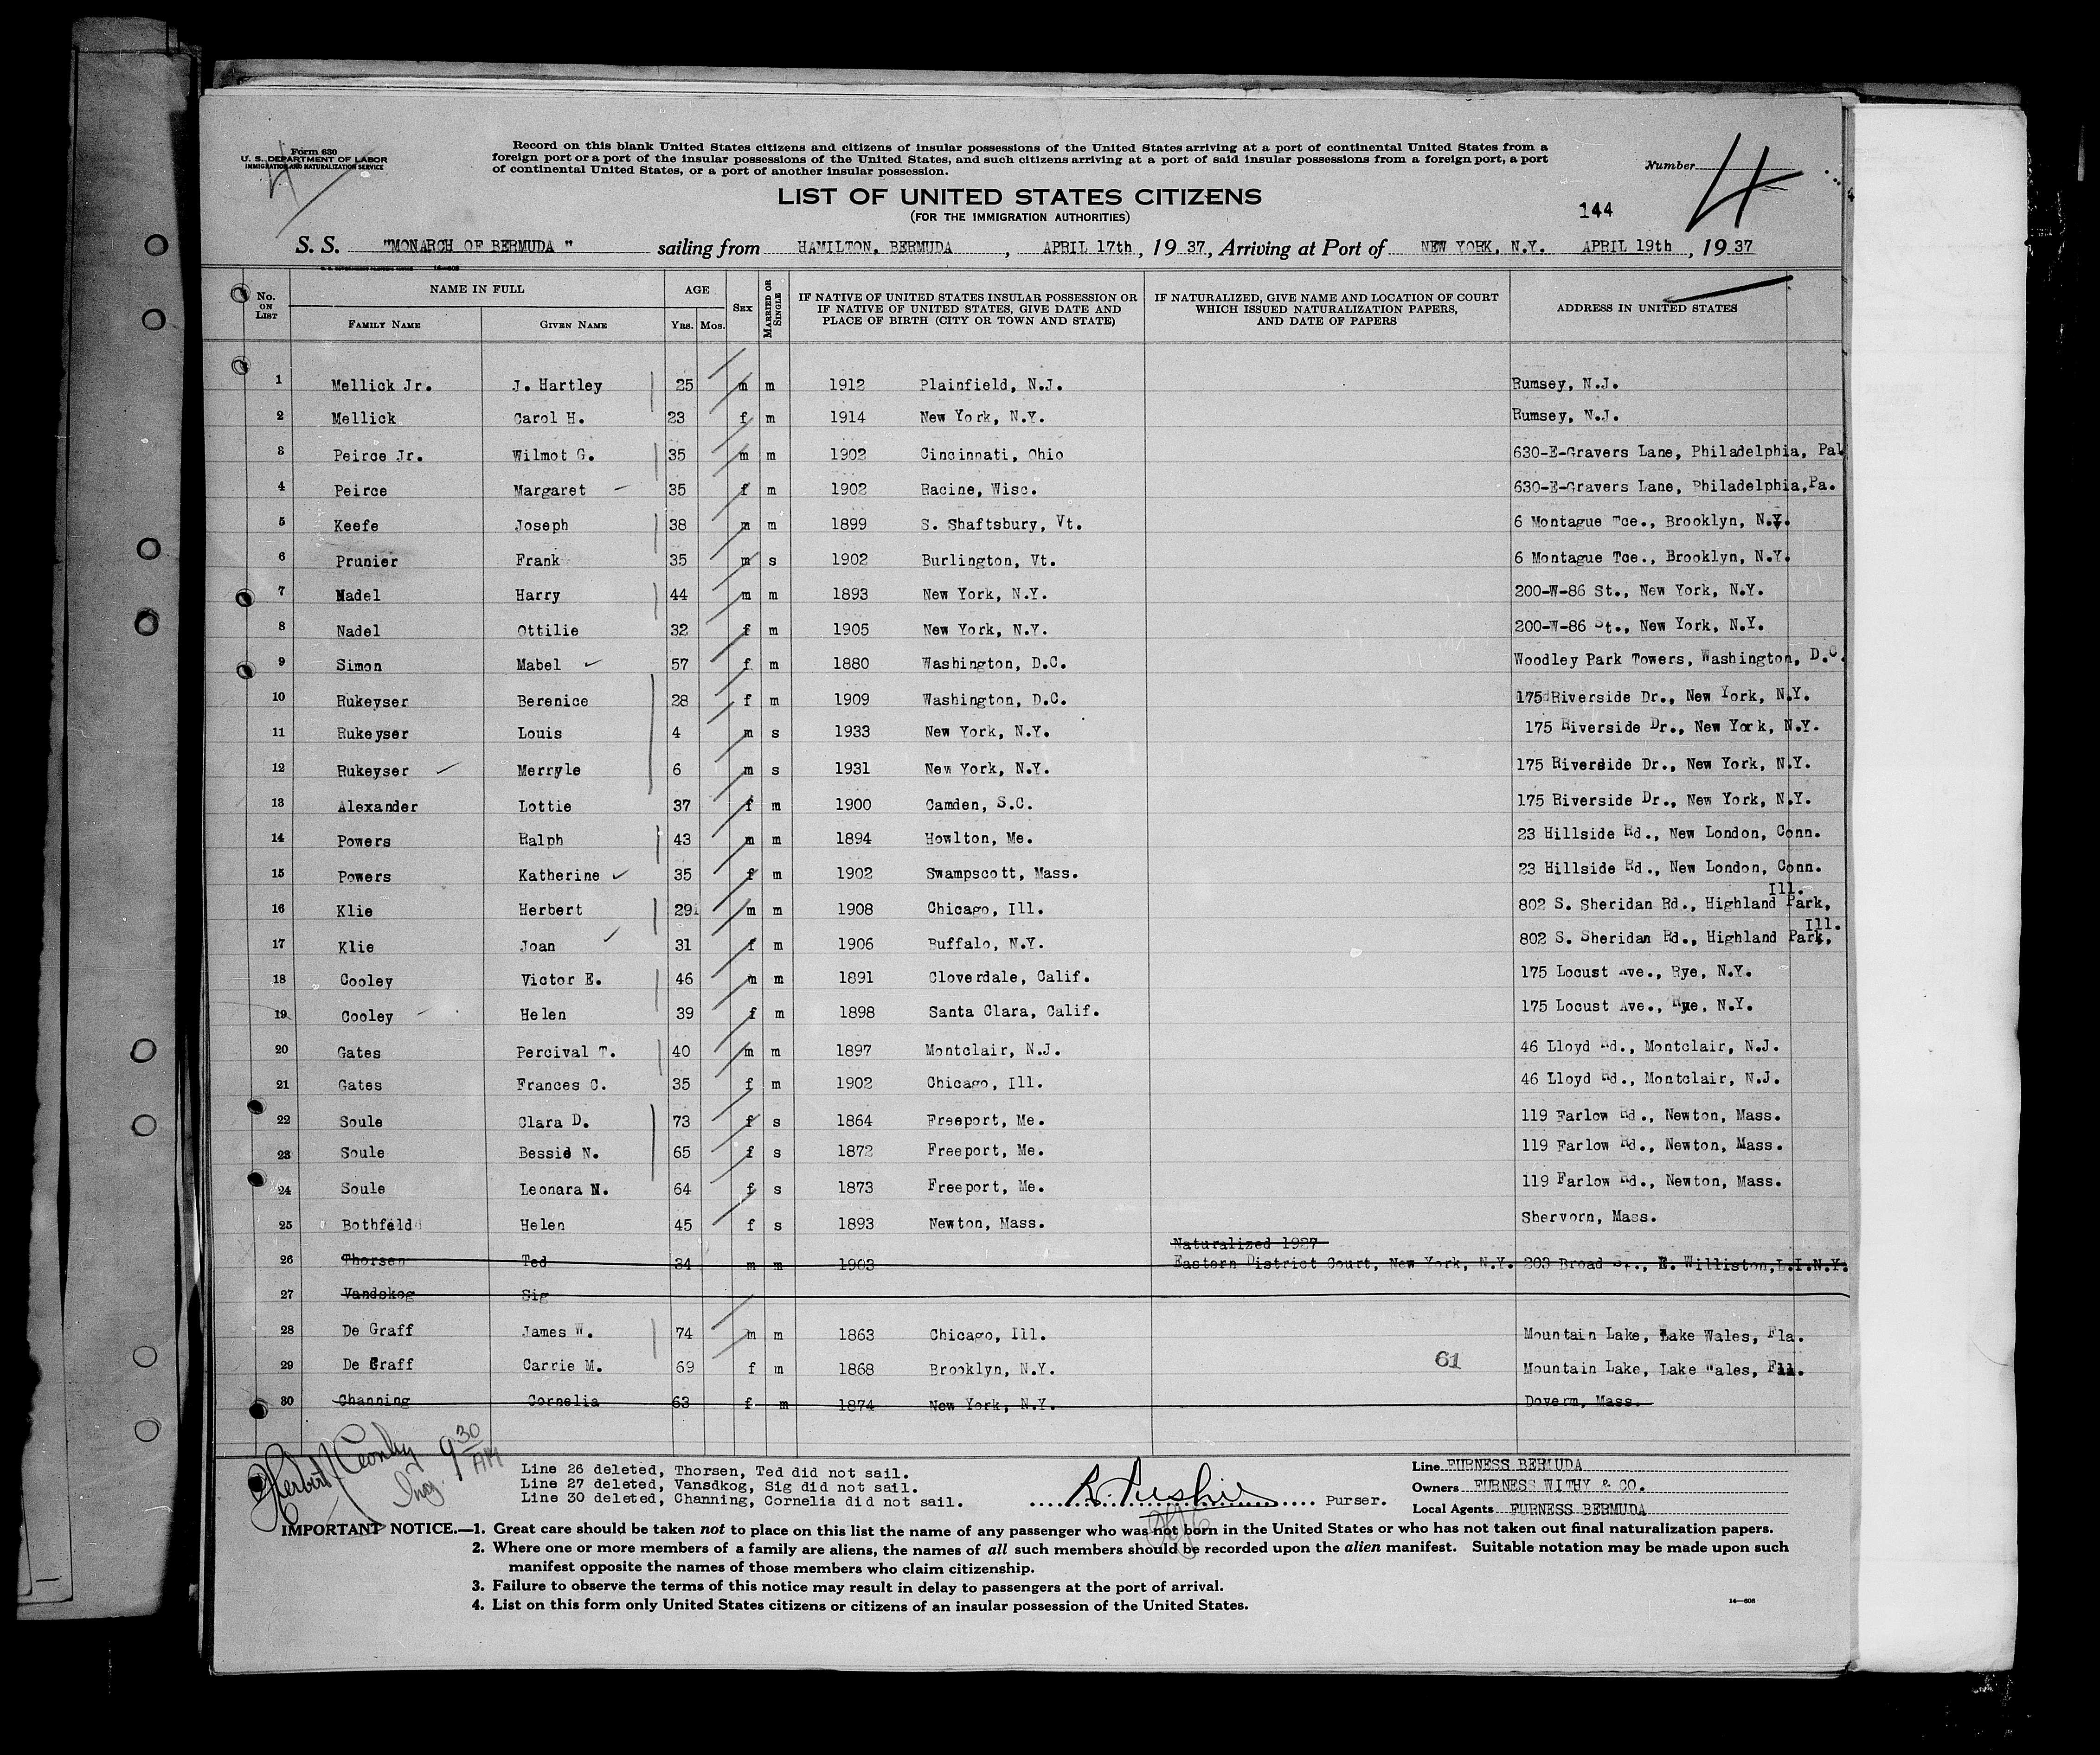 Form 630
U. S. DEPARTMENT OF LABOR
IMMIGRATION AND NATURALIZATION SERVICE
Record on this blank United States citizens and citizens of insular possessions of the United States arriving at a port of continental United States from a
foreign port or a port of the insular possessions of the United States, and such citizens arriving at a port of said insular possessions from a foreign port, a port
of continental United States, or a port of another insular possession.
Number 4
LIST OF UNITED STATES CITIZENS
(FOR THE IMMIGRATION AUTHORITIES)
144
S. S. "MONARCH OF BERMUDA " sailing from HAMILTON, BERMUDA, APRIL 17th, 1937, Arriving at Port of NEW YORK, N.Y. APRIL 19th, 1937
No. ON LIST NAME IN FULL AGE SEX MARRIED OR SINGLE IF NATIVE OF UNITED STATES INSULAR POSSESSION OR IF NATIVE OF UNITED STATES, GIVE DATE AND PLACE OF BIRTH (CITY OR TOWN AND STATE) IF NATURALIZED, GIVE NAME AND LOCATION OF COURT WHICH ISSUED NATURALIZATION PAPERS, AND DATE OF PAPERS ADDRESS IN UNITED STATES
FAMILY NAME GIVEN NAME YRS. MOS.
1 Mellick Jr. J. Hartley 25 m m 1912 Plainfield, N.J. Rumsey, N.J.
2 Mellick Carol H. 23 f m 1914 New York, N.Y. Rumsey, N.J.
3 Peirce Jr. Wilmot G. 35 m m 1902 Cincinnati, Ohio 630-E-Gravers Lane, Philadelphia, Pa
4 Peirce Margaret 35 f m 1902 Racine, Wisc. 630-E-Gravers Lane, Philadelphia,Pa.
5 Keefe Joseph 38 m m 1899 S. Shaftsbury, Vt. 6 Montague Tce., Brooklyn, N.Y.
6 Prunier Frank 35 m s 1902 Burlington, Vt. 6 Montague Tce., Brooklyn, N.Y.
7 Nadel Harry 44 m m 1893 New York, N.Y. 200-W-86 St., New York, N.Y.
8 Nadel Ottilie 32 f m 1905 New York, N.Y. 200-W-86 St., New York, N.Y.
9 Simon Mabel 57 f m 1880 Washington, D.C. Woodley Park Towers, Washington, D.C.
10 Rukeyser Berenice 28 f m 1909 Washington, D.C. 175 Riverside Dr., New York, N.Y.
11 Rukeyser Louis 4 m s 1933 New York, N.Y. 175 Riverside Dr., New York, N.Y.
12 Rukeyser Merryle 6 m s 1931 New York, N.Y. 175 Riverside Dr., New York, N.Y.
13 Alexander Lottie 37 f m 1900 Camden, S.C. 175 Riverside Dr., New York, N.Y.
14 Powers Ralph 43 m m 1894 Howlton, Me. 23 Hillside Rd., New London, Conn.
15 Powers Katherine 35 f m 1902 Swampscott, Mass. 23 Hillside Rd., New London, Conn.
16 Klie Herbert 29 m m 1908 Chicago, Ill. 802 S. Sheridan Rd., Highland Park, Ill.
17 Klie Joan 31 f m 1906 Buffalo, N.Y. 802 S. Sheridan Rd., Highland Park, Ill.
18 Cooley Victor E. 46 m m 1891 Cloverdale, Calif. 175 Locust Ave., Rye, N.Y.
19 Cooley Helen 39 f m 1898 Santa Clara, Calif. 175 Locust Ave., Rye, N.Y.
20 Gates Percival T. 40 m m 1897 Montclair, N.J. 46 Lloyd Rd., Montclair, N.J.
21 Gates Frances C. 35 f m 1902 Chicago, Ill. 46 Lloyd Rd., Montclair, N.J.
22 Soule Clara D. 73 f s 1864 Freeport, Me. 119 Farlow Rd., Newton, Mass.
23 Soule Bessie N. 65 f s 1872 Freeport, Me. 119 Farlow Rd., Newton, Mass.
24 Soule Leonara N. 64 f s 1873 Freeport, Me. 119 Farlow Rd., Newton, Mass.
25 Bothfeld Helen 45 f s 1893 Newton, Mass. Shervorn, Mass.
Naturalized 1927
26 Thorsen Ted 34 m m 1903 Eastern District Court, New York, N.Y. 203 Broad St., E. Williston,L.I.N.Y.
27 Vandskog Sig
28 De Graff James W. 74 m m 1863 Chicago, Ill. Mountain Lake, Lake Wales, Fla.
29 De Graff Carrie M. 69 f m 1868 Brooklyn, N.Y. 61 Mountain Lake, Lake Wales, Fla.
30 Channing Cornelia 63 f m 1874 New York, N.Y. Doverm, Mass.
Herbert 9 30 AM
Line 26 deleted, Thorsen, Ted did not sail.
Line 27 deleted, Vansdkog, Sig did not sail.
Line 30 deleted, Channing, Cornelia did not sail.
Purser.
Line FURNESS BERMUDA
Owners FURNESS WITHY & CO.
Local Agents FURNESS BERMUDA
IMPORTANT NOTICE.—1. Great care should be taken not to place on this list the name of any passenger who was not born in the United States or who has not taken out final naturalization papers.
2. Where one or more members of a family are aliens, the names of all such members should be recorded upon the alien manifest. Suitable notation may be made upon such
manifest opposite the names of those members who claim citizenship.
3. Failure to observe the terms of this notice may result in delay to passengers at the port of arrival.
4. List on this form only United States citizens or citizens of an insular possession of the United States.
14—608